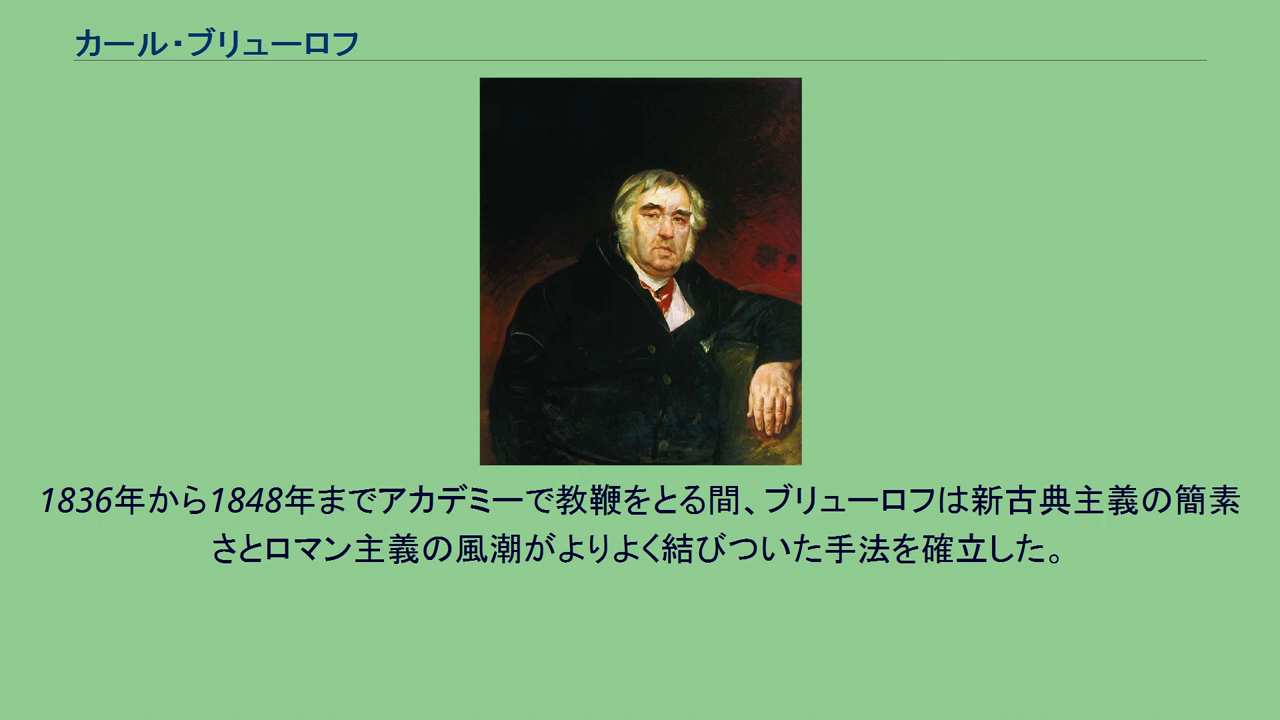 カール・ブリューロフ
1836年から1848年までアカデミーで教鞭をとる間、ブリューロフは新古典主義の簡素
さとロマン主義の風潮がよりよく結びついた手法を確立した。